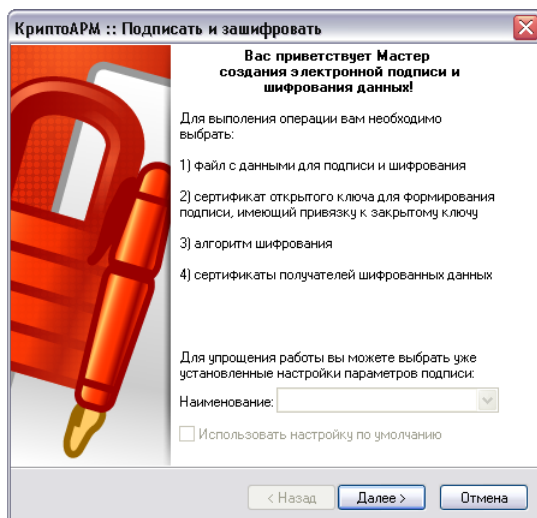 КриптоАРМ :: Подписать и зашифровать
Вас приветствует Мастер
создания электронной подписи и
шифрования данных!
Для выполения операции вам необходимо
выбрать:
1) файл с данными для подписи и шифрования
2) сертификат открытого ключа для формирования
подписи, имеющий привязку к закрытому ключу
3) алгоритм шифрования
4) сертификаты получателей шифрованных данных
Для упрощения работы вы можете выбрать уже
установленные настройки параметров подписи:
Наименование:
Использовать настройку по умолчанию
< Назад Далее > Отмена